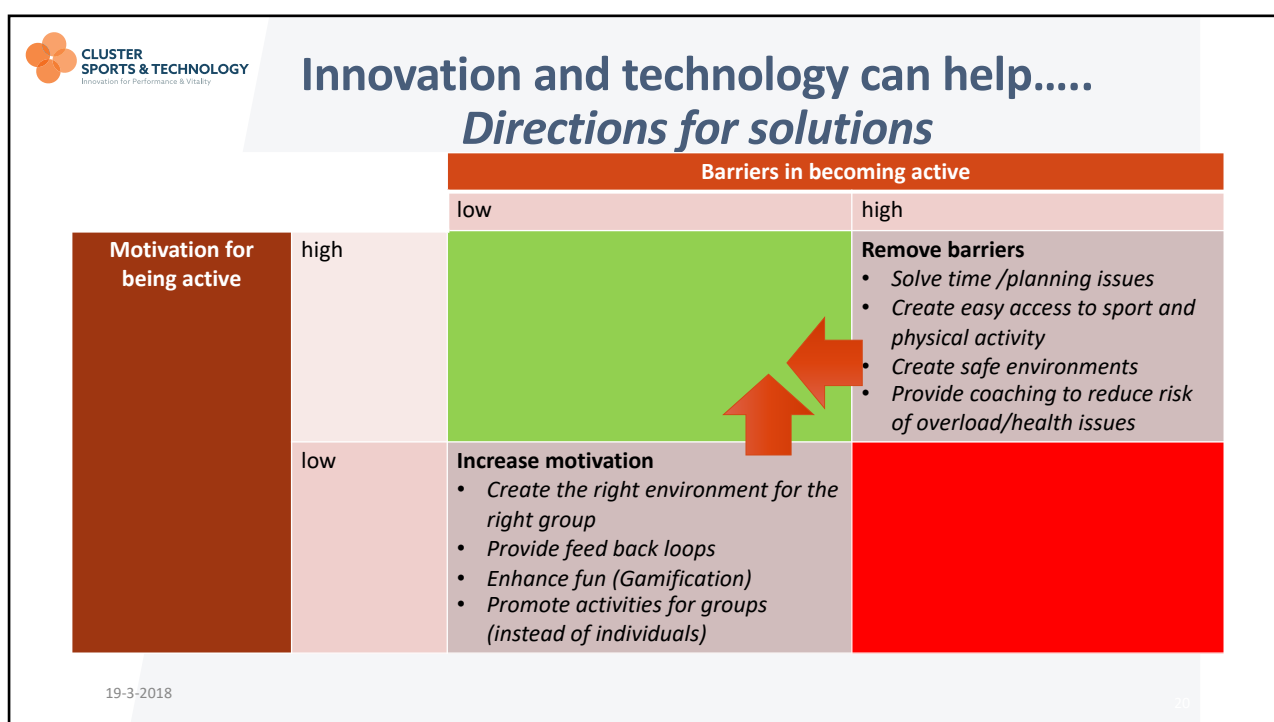 CLUSTER
SPORTS & TECHNOLOGY
Innovation for Performance & Vitality
Innovation and technology can help.....
Directions for solutions
Barriers in becoming active
low
high
Motivation for
being active
high
Remove barriers
• Solve time /planning issues
• Create easy access to sport and
physical activity
• Create safe environments
• Provide coaching to reduce risk
of overload/health issues
low
Increase motivation
• Create the right environment for the
right group
• Provide feed back loops
• Enhance fun (Gamification)
• Promote activities for groups
(instead of individuals)
19-3-2018
20